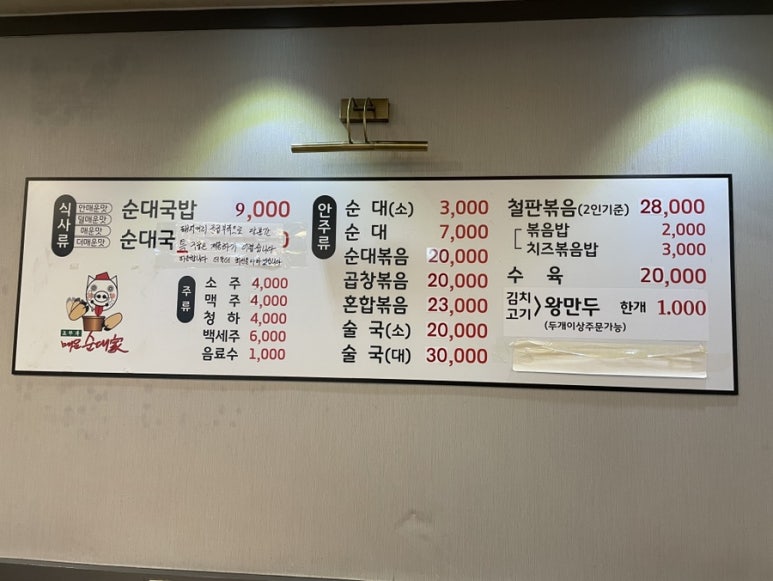 식사류
안매운맛
덜매운맛
매운맛
더매운맛
순대국밥 9,000
순대국
주류
소 주 4,000
맥 주 4,000
청 하 4,000
백세주 6,000
음료수 1,000
안주류
순 대(소) 3,000
순 대 7,000
순대볶음 20,000
곱창볶음 20,000
혼합볶음 23,000
술 국(소) 20,000
술 국(대) 30,000
철판볶음(2인기준) 28,000
볶음밥 2,000
치즈볶음밥 3,000
수 육 20,000
김치
고기 > 왕만두 한개 1.000
(두개이상주문가능)
매운순대家